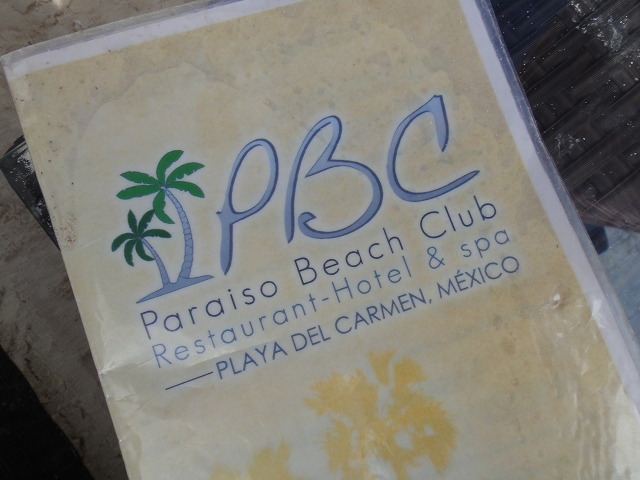 PBC
Paraiso Beach Club
Restaurant-Hotel & spa
PLAYA DEL CARMEN, MÉXICO